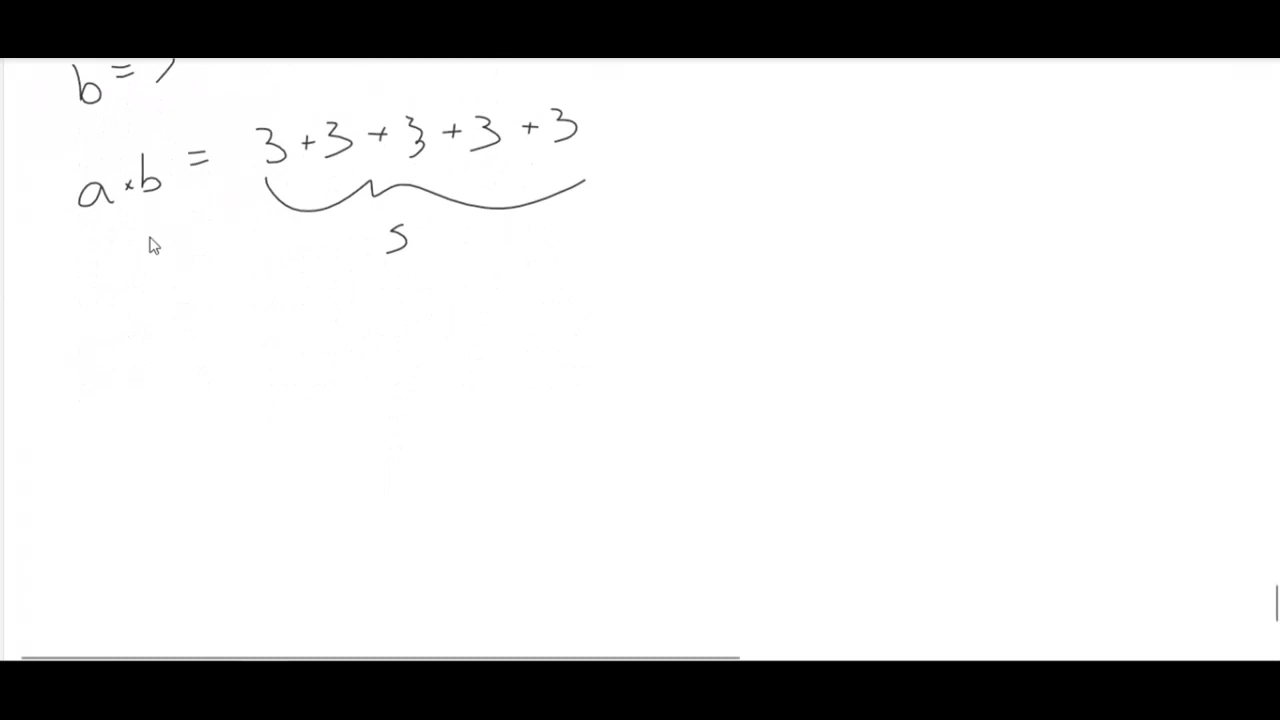 b =
a * b = 3 + 3 + 3 + 3 + 3
5